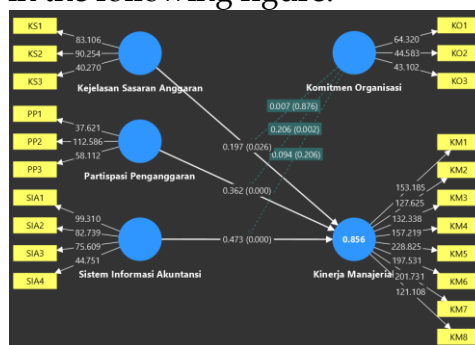 in the following figure.
KS1
KS2
KS3
83.106
90.254
40.270
Kejelasan Sasaran Anggaran
KO1
KO2
KO3
64.320
44.583
43.102
Komitmen Organisasi
0.007 (0.876)
0.206 (0.002)
0.094 (0.206)
0.197 (0.026)
PP1
PP2
PP3
37.621
112.586
58.112
Partispasi Penganggaran
0.362 (0.000)
SIA1
SIA2
SIA3
SIA4
99.310
82.739
75.609
44.751
Sistem Informasi Akuntansi
0.473 (0.000)
0.856
Kinerja Manajerial
153.185
127.625
132.338
157.219
228.825
197.531
201.731
121.108
KM1
KM2
KM3
KM4
KM5
KM6
KM7
KM8